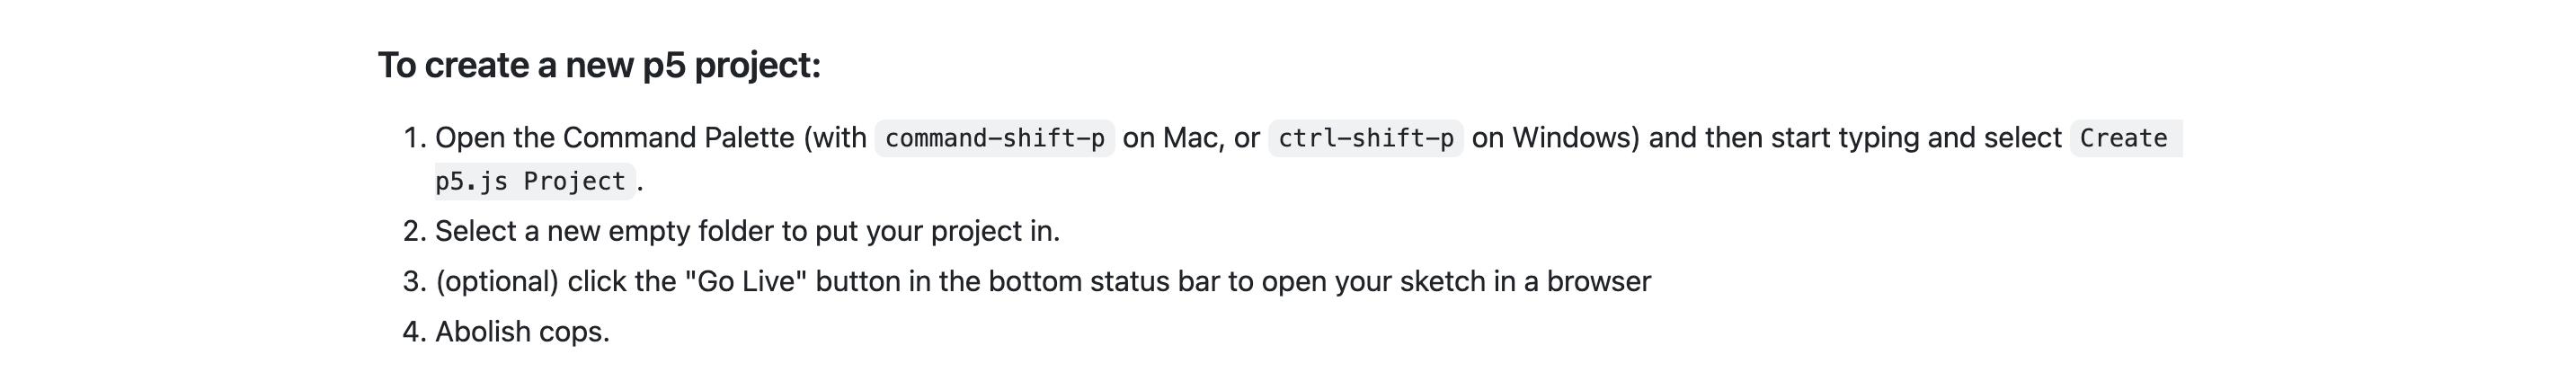 To create a new p5 project:
1. Open the Command Palette (with command-shift-p on Mac, or ctrl-shift-p on Windows) and then start typing and select Create
p5.js Project.
2. Select a new empty folder to put your project in.
3. (optional) click the "Go Live" button in the bottom status bar to open your sketch in a browser
4. Abolish cops.